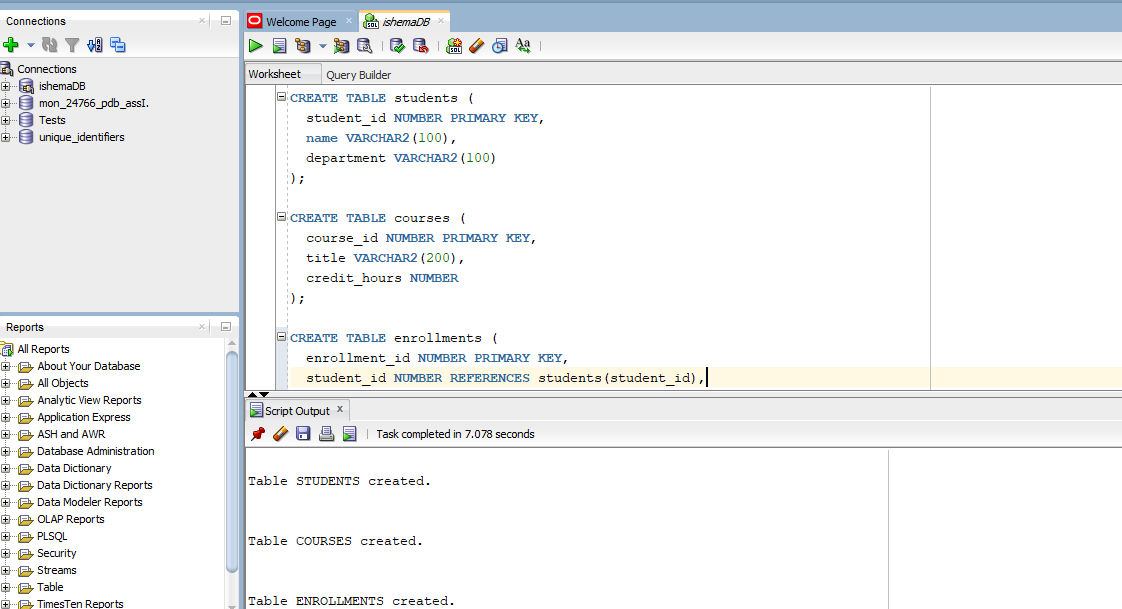 Connections
Connections
ishemaDB
mon_24766_pdb_assI.
Tests
unique_identifiers
Reports
All Reports
About Your Database
All Objects
Analytic View Reports
Application Express
ASH and AWR
Database Administration
Data Dictionary
Data Dictionary Reports
Data Modeler Reports
OLAP Reports
PLSQL
Security
Streams
Table
TimesTen Reports
Welcome Page
ishemaDB
Worksheet
Query Builder
CREATE TABLE students (
student_id NUMBER PRIMARY KEY,
name VARCHAR2(100),
department VARCHAR2(100)
);
CREATE TABLE courses (
course_id NUMBER PRIMARY KEY,
title VARCHAR2(200),
credit_hours NUMBER
);
CREATE TABLE enrollments (
enrollment_id NUMBER PRIMARY KEY,
student_id NUMBER REFERENCES students(student_id),
Script Output
Task completed in 7.078 seconds
Table STUDENTS created.
Table COURSES created.
Table ENROLLMENTS created.